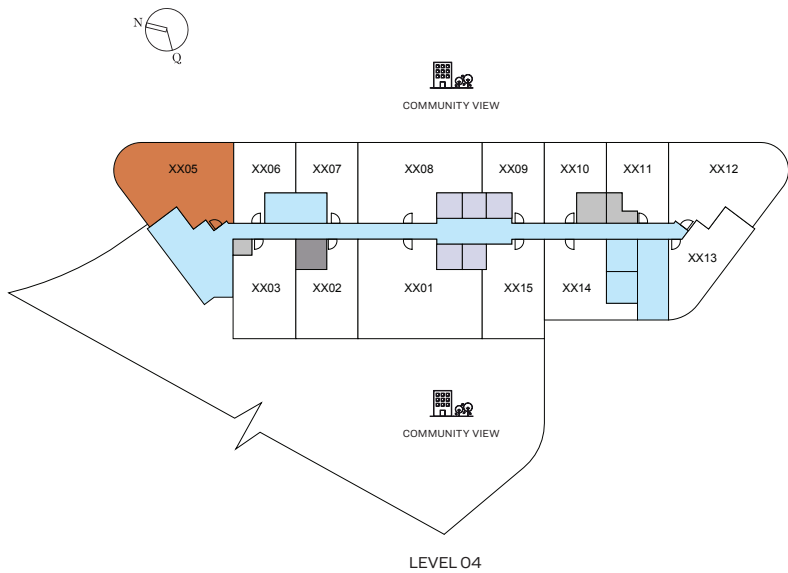 N
Q
COMMUNITY VIEW
XX05
XX06
XX07
XX08
XX09
XX10
XX11
XX12
XX13
XX03
XX02
XX01
XX15
XX14
COMMUNITY VIEW
LEVEL 04